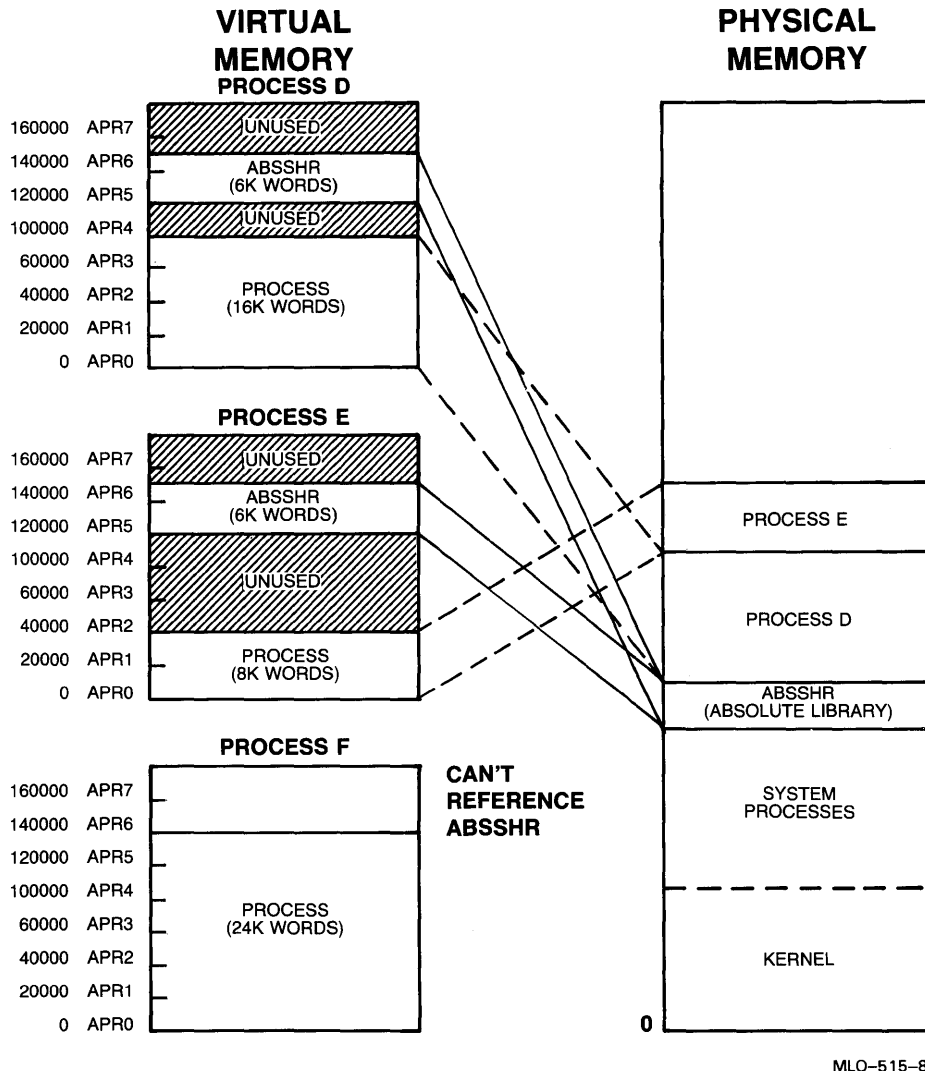 VIRTUAL
MEMORY
PROCESS D
160000 APR7
140000 APR6
120000 APR5
100000 APR4
60000 APR3
40000 APR2
20000 APR1
0 APR0
UNUSED
ABSSHR
(6K WORDS)
UNUSED
PROCESS
(16K WORDS)
PROCESS E
160000 APR7
140000 APR6
120000 APR5
100000 APR4
60000 APR3
40000 APR2
20000 APR1
0 APR0
UNUSED
ABSSHR
(6K WORDS)
UNUSED
PROCESS
(8K WORDS)
PROCESS F
160000 APR7
140000 APR6
120000 APR5
100000 APR4
60000 APR3
40000 APR2
20000 APR1
0 APR0
PROCESS
(24K WORDS)
CAN'T
REFERENCE
ABSSHR
PHYSICAL
MEMORY
PROCESS E
PROCESS D
ABSSHR
(ABSOLUTE LIBRARY)
SYSTEM
PROCESSES
KERNEL
0
MLO-515-8